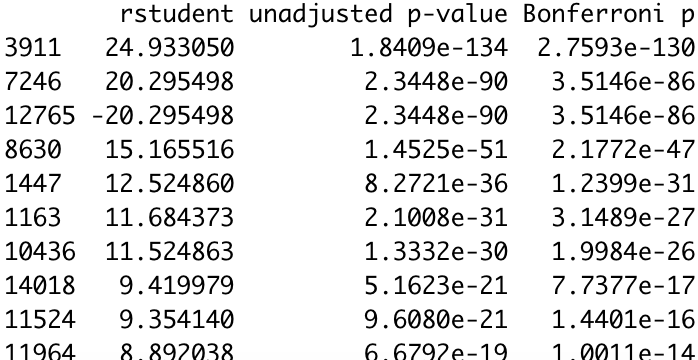 rstudent unadjusted p-value Bonferroni p
3911 24.933050 1.8409e-134 2.7593e-130
7246 20.295498 2.3448e-90 3.5146e-86
12765 -20.295498 2.3448e-90 3.5146e-86
8630 15.165516 1.4525e-51 2.1772e-47
1447 12.524860 8.2721e-36 1.2399e-31
1163 11.684373 2.1008e-31 3.1489e-27
10436 11.524863 1.3332e-30 1.9984e-26
14018 9.419979 5.1623e-21 7.7377e-17
11524 9.354140 9.6080e-21 1.4401e-16
11964 8.892038 6.6792e-19 1.0011e-14